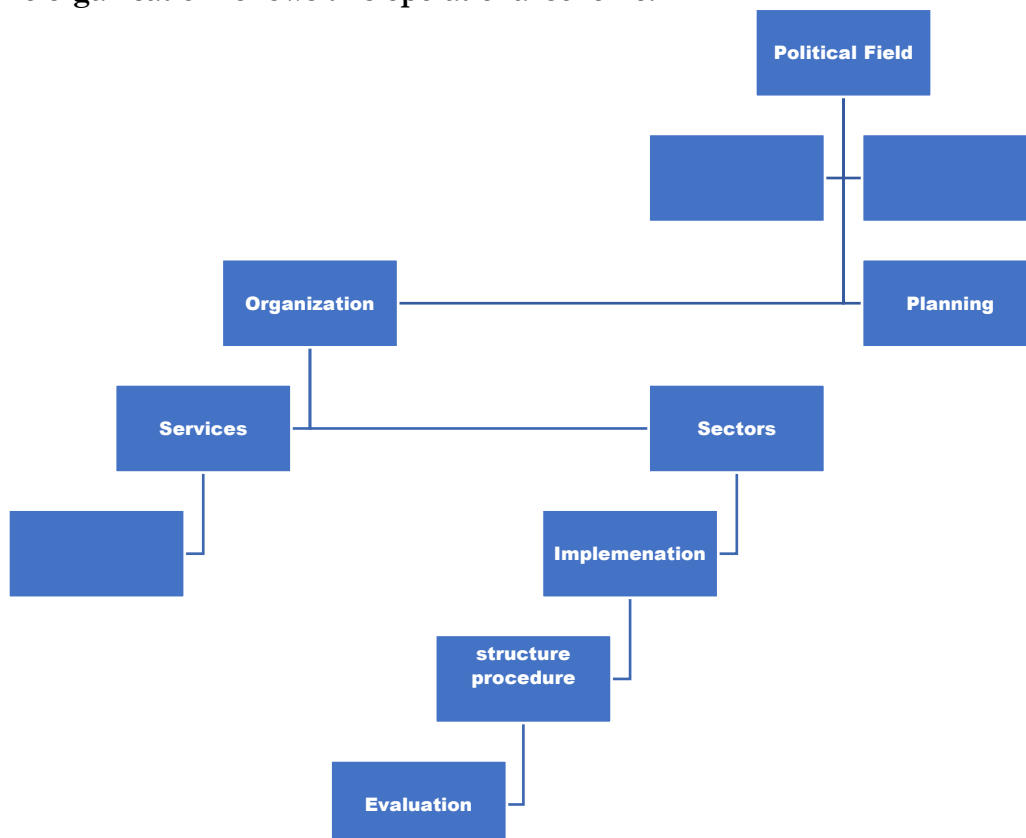 Political Field
Organization
Planning
Services
Sectors
Implemenation
structure
procedure
Evaluation